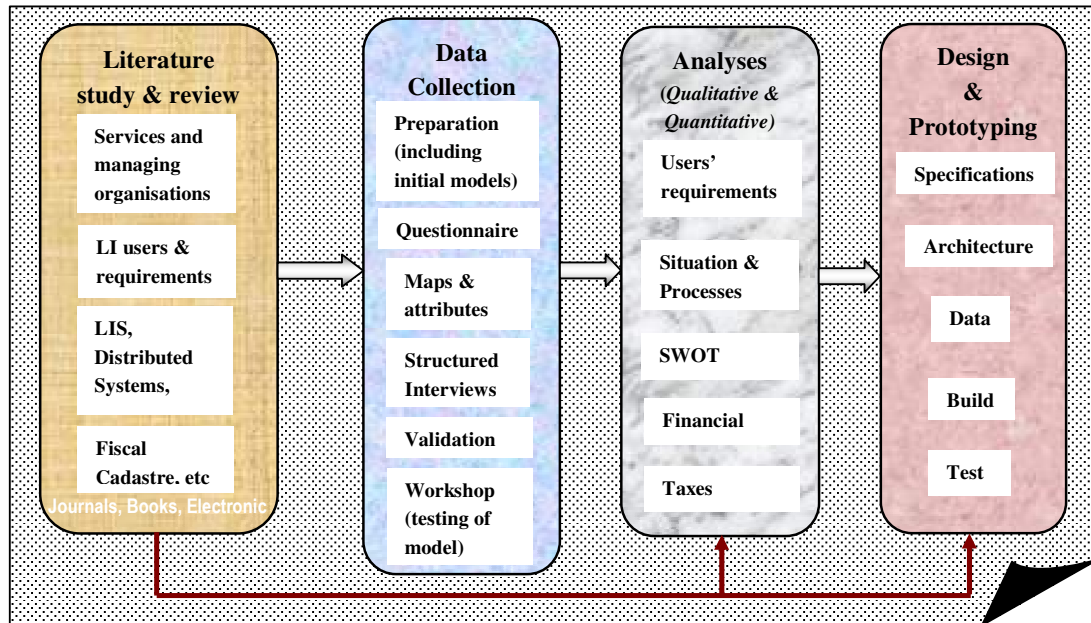 Literature
study & review
Services and
managing
organisations
LI users &
requirements
LIS,
Distributed
Systems,
Fiscal
Cadastre. etc
Journals, Books, Electronic
Data
Collection
Preparation
(including
initial models)
Questionnaire
Maps &
attributes
Structured
Interviews
Validation
Workshop
(testing of
model)
Analyses
(Qualitative &
Quantitative)
Users’
requirements
Situation &
Processes
SWOT
Financial
Taxes
Design
&
Prototyping
Specifications
Architecture
Data
Build
Test